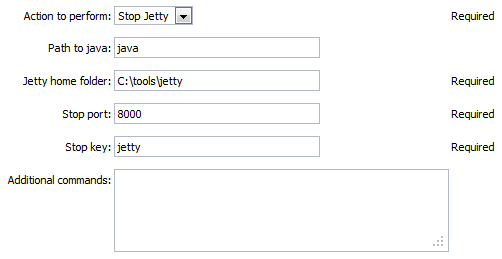 Action to perform: Stop Jetty Required
Path to java: java
Jetty home folder: C:\tools\jetty Required
Stop port: 8000 Required
Stop key: jetty Required
Additional commands: